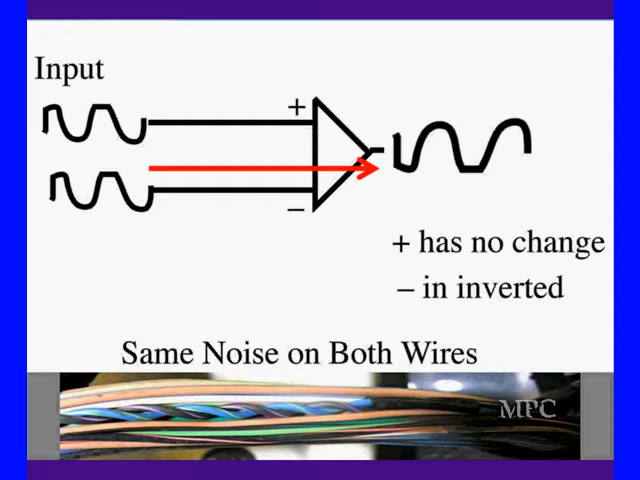 Input
+
–
+ has no change
– in inverted
Same Noise on Both Wires
MPC